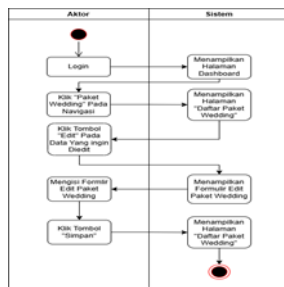 Aktor
Sistem
Login
Menampilkan
Halaman
Dashboard
Klik "Paket
Wedding" Pada
Navigasi
Menampilkan
Halaman
"Daftar Paket
Wedding"
Klik Tombol
"Edit" Pada
Data Yang ingin
Diedit
Mengisi Formlir
Edit Paket
Wedding
Menampilkan
Formulir Edit
Paket Wedding
Klik Tombol
"Simpan"
Menampilkan
Halaman
"Daftar Paket
Wedding"